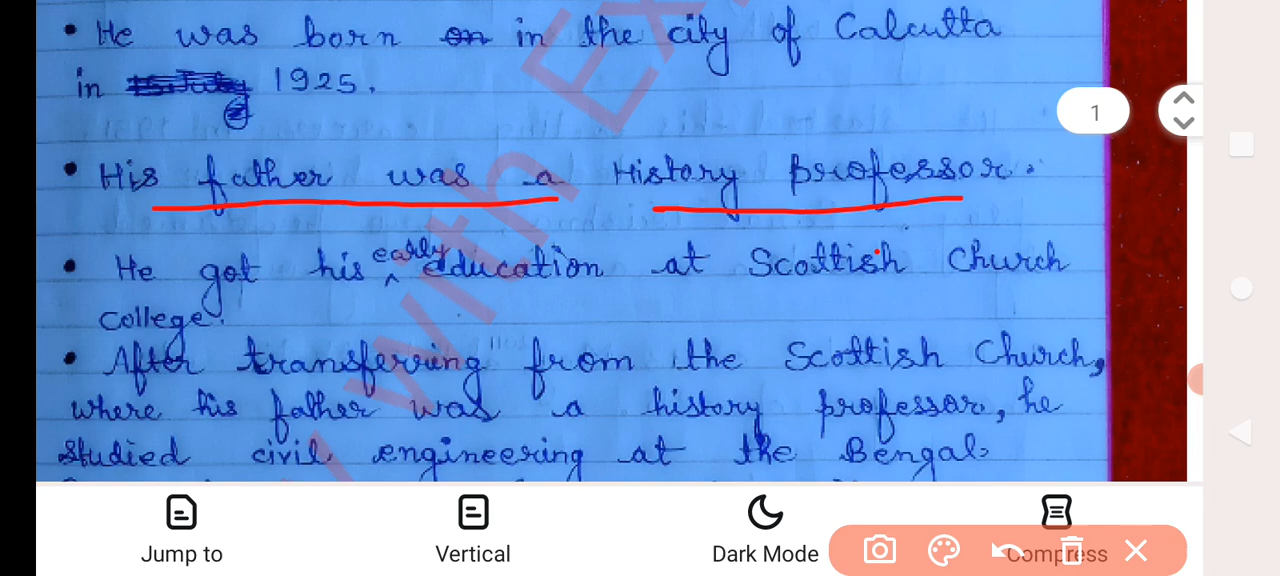 • He was born on in the city of Calcutta
in 1925.
1
• His father was a History professor.
• He got his early education at Scottish Church
College.
• After transferring from the Scottish Church,
where his father was a history professor, he
studied civil engineering at the Bengal
with Ex
Jump to
Vertical
Dark Mode
Compress